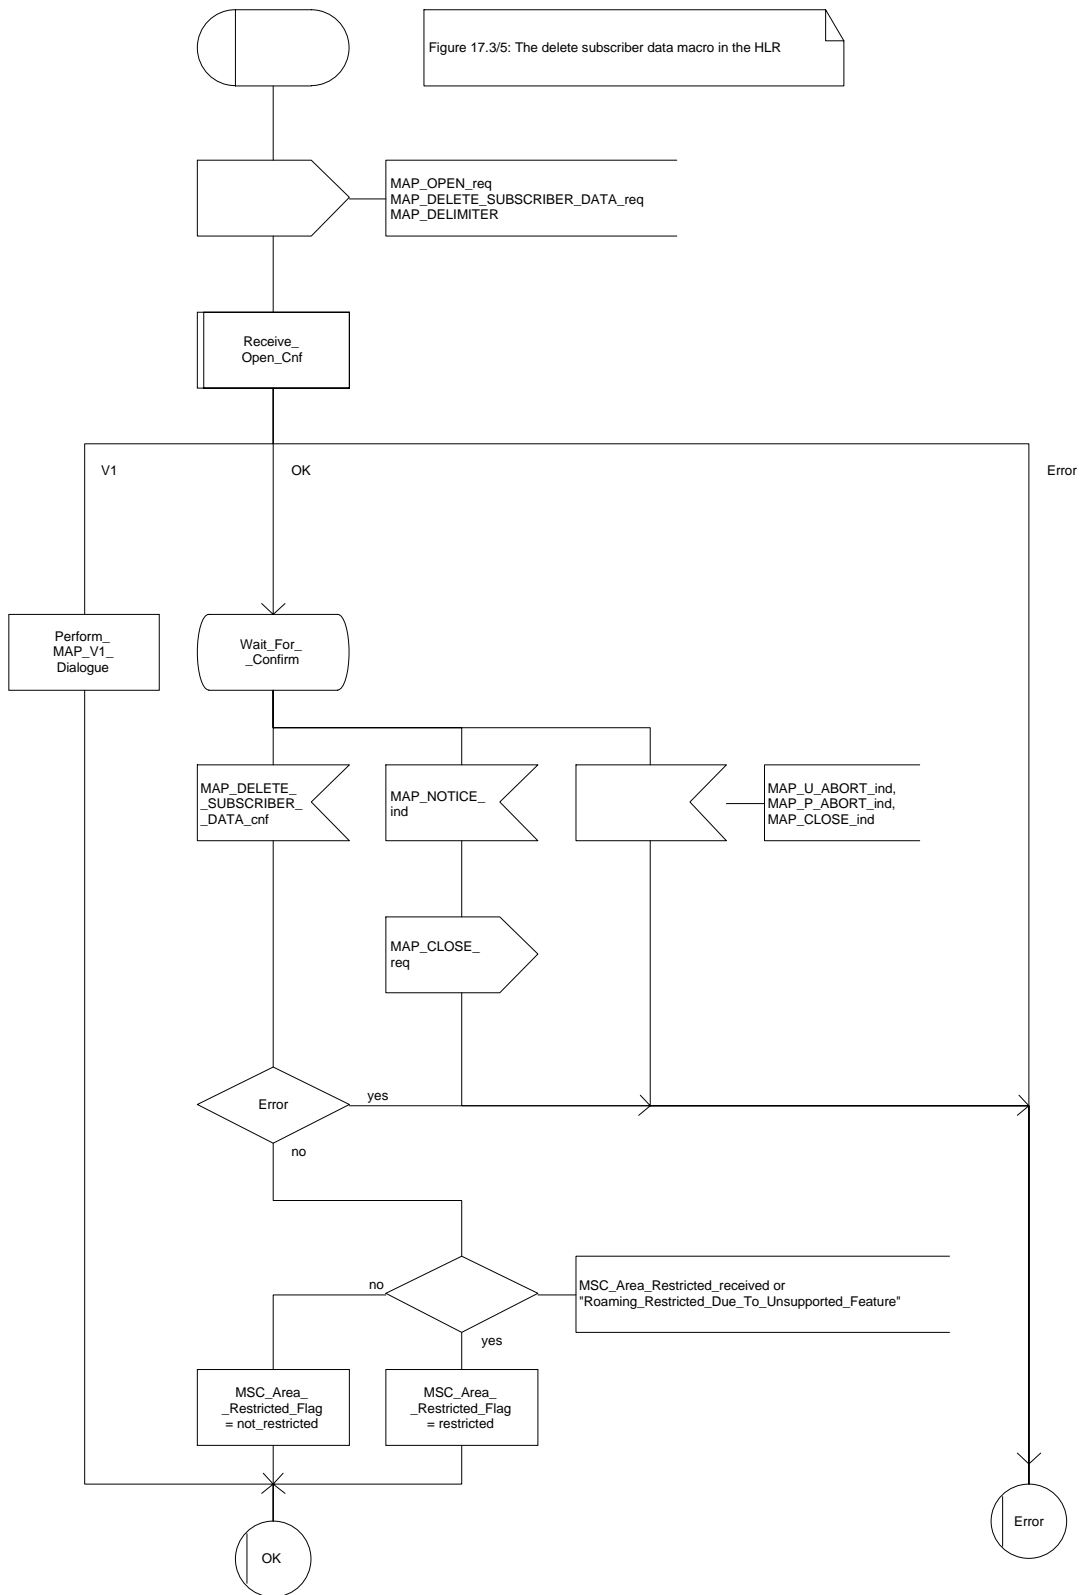 Figure 17.3/5: The delete subscriber data macro in the HLR
MAP_OPEN_req
MAP_DELETE_SUBSCRIBER_DATA_req
MAP_DELIMITER
Receive_
Open_Cnf
V1
OK
Error
Perform_
MAP_V1_
Dialogue
Wait_For_
_Confirm
MAP_DELETE_
_SUBSCRIBER_
_DATA_cnf
MAP_NOTICE_
ind
MAP_U_ABORT_ind,
MAP_P_ABORT_ind,
MAP_CLOSE_ind
MAP_CLOSE_
req
Error
yes
no
no
MSC_Area_Restricted_received or
"Roaming_Restricted_Due_To_Unsupported_Feature"
yes
MSC_Area_
_Restricted_Flag
= not_restricted
MSC_Area_
_Restricted_Flag
= restricted
Error
OK